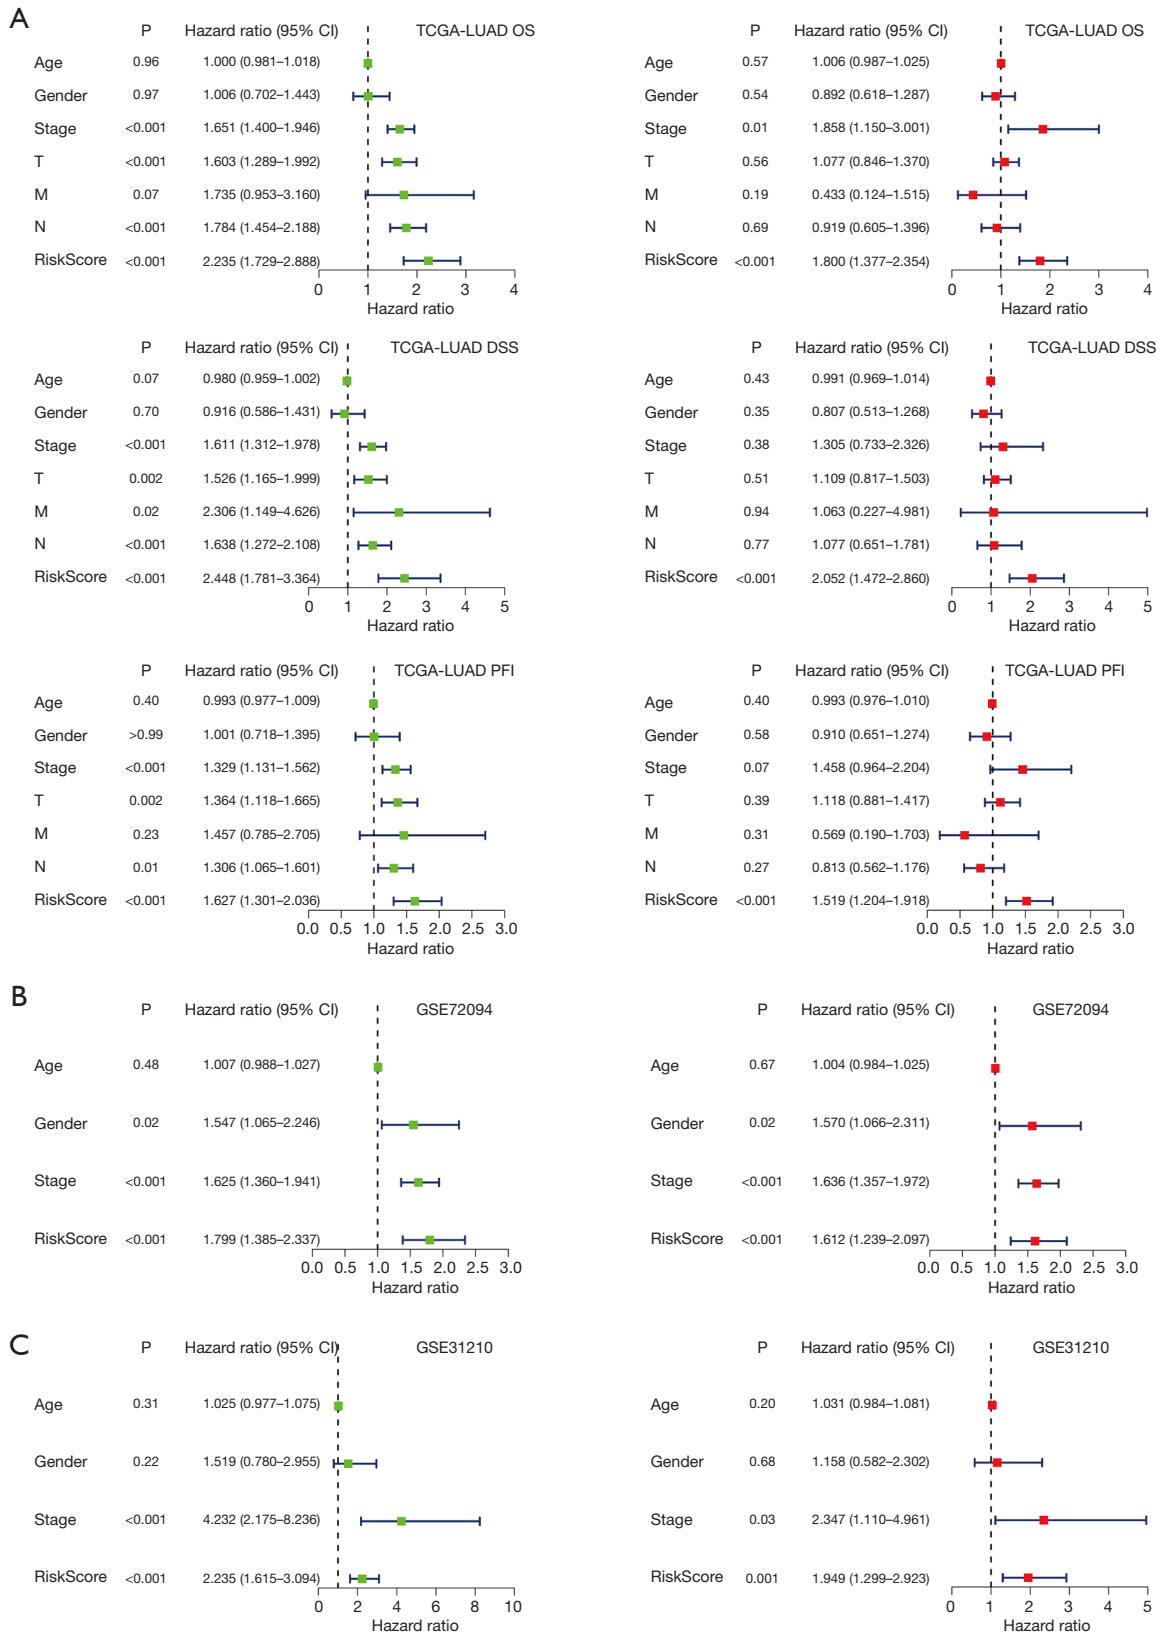 A
P Hazard ratio (95% CI) TCGA-LUAD OS
Age 0.96 1.000 (0.981–1.018)
Gender 0.97 1.006 (0.702–1.443)
Stage <0.001 1.651 (1.400–1.946)
T <0.001 1.603 (1.289–1.992)
M 0.07 1.735 (0.953–3.160)
N <0.001 1.784 (1.454–2.188)
RiskScore <0.001 2.235 (1.729–2.888)
0 1 2 3 4
Hazard ratio
P Hazard ratio (95% CI) TCGA-LUAD OS
Age 0.57 1.006 (0.987–1.025)
Gender 0.54 0.892 (0.618–1.287)
Stage 0.01 1.858 (1.150–3.001)
T 0.56 1.077 (0.846–1.370)
M 0.19 0.433 (0.124–1.515)
N 0.69 0.919 (0.605–1.396)
RiskScore <0.001 1.800 (1.377–2.354)
0 1 2 3 4
Hazard ratio
P Hazard ratio (95% CI) TCGA-LUAD DSS
Age 0.07 0.980 (0.959–1.002)
Gender 0.70 0.916 (0.586–1.431)
Stage <0.001 1.611 (1.312–1.978)
T 0.002 1.526 (1.165–1.999)
M 0.02 2.306 (1.149–4.626)
N <0.001 1.638 (1.272–2.108)
RiskScore <0.001 2.448 (1.781–3.364)
0 1 2 3 4 5
Hazard ratio
P Hazard ratio (95% CI) TCGA-LUAD DSS
Age 0.43 0.991 (0.969–1.014)
Gender 0.35 0.807 (0.513–1.268)
Stage 0.38 1.305 (0.733–2.326)
T 0.51 1.109 (0.817–1.503)
M 0.94 1.063 (0.227–4.981)
N 0.77 1.077 (0.651–1.781)
RiskScore <0.001 2.052 (1.472–2.860)
0 1 2 3 4 5
Hazard ratio
P Hazard ratio (95% CI) TCGA-LUAD PFI
Age 0.40 0.993 (0.977–1.009)
Gender >0.99 1.001 (0.718–1.395)
Stage <0.001 1.329 (1.131–1.562)
T 0.002 1.364 (1.118–1.665)
M 0.23 1.457 (0.785–2.705)
N 0.01 1.306 (1.065–1.601)
RiskScore <0.001 1.627 (1.301–2.036)
0 0.5 1.0 1.5 2.0 2.5 3.0
Hazard ratio
P Hazard ratio (95% CI) TCGA-LUAD PFI
Age 0.40 0.993 (0.976–1.010)
Gender 0.58 0.910 (0.651–1.274)
Stage 0.07 1.458 (0.964–2.204)
T 0.39 1.118 (0.881–1.417)
M 0.31 0.569 (0.190–1.703)
N 0.27 0.813 (0.562–1.176)
RiskScore <0.001 1.519 (1.204–1.918)
0.0 0.5 1.0 1.5 2.0 2.5 3.0
Hazard ratio
B
P Hazard ratio (95% CI) GSE72094
Age 0.48 1.007 (0.988–1.027)
Gender 0.02 1.547 (1.065–2.246)
Stage <0.001 1.625 (1.360–1.941)
RiskScore <0.001 1.799 (1.385–2.337)
0.0 0.5 1.0 1.5 2.0 2.5 3.0
Hazard ratio
P Hazard ratio (95% CI) GSE72094
Age 0.67 1.004 (0.984–1.025)
Gender 0.02 1.570 (1.066–2.311)
Stage <0.001 1.636 (1.357–1.972)
RiskScore <0.001 1.612 (1.239–2.097)
0.0 0.5 1.0 1.5 2.0 2.5 3.0
Hazard ratio
C
P Hazard ratio (95% CI) GSE31210
Age 0.31 1.025 (0.977–1.075)
Gender 0.22 1.519 (0.780–2.955)
Stage <0.001 4.232 (2.175–8.236)
RiskScore <0.001 2.235 (1.615–3.094)
0 2 4 6 8 10
Hazard ratio
P Hazard ratio (95% CI) GSE31210
Age 0.20 1.031 (0.984–1.081)
Gender 0.68 1.158 (0.582–2.302)
Stage 0.03 2.347 (1.110–4.961)
RiskScore 0.001 1.949 (1.299–2.923)
0 1 2 3 4 5
Hazard ratio